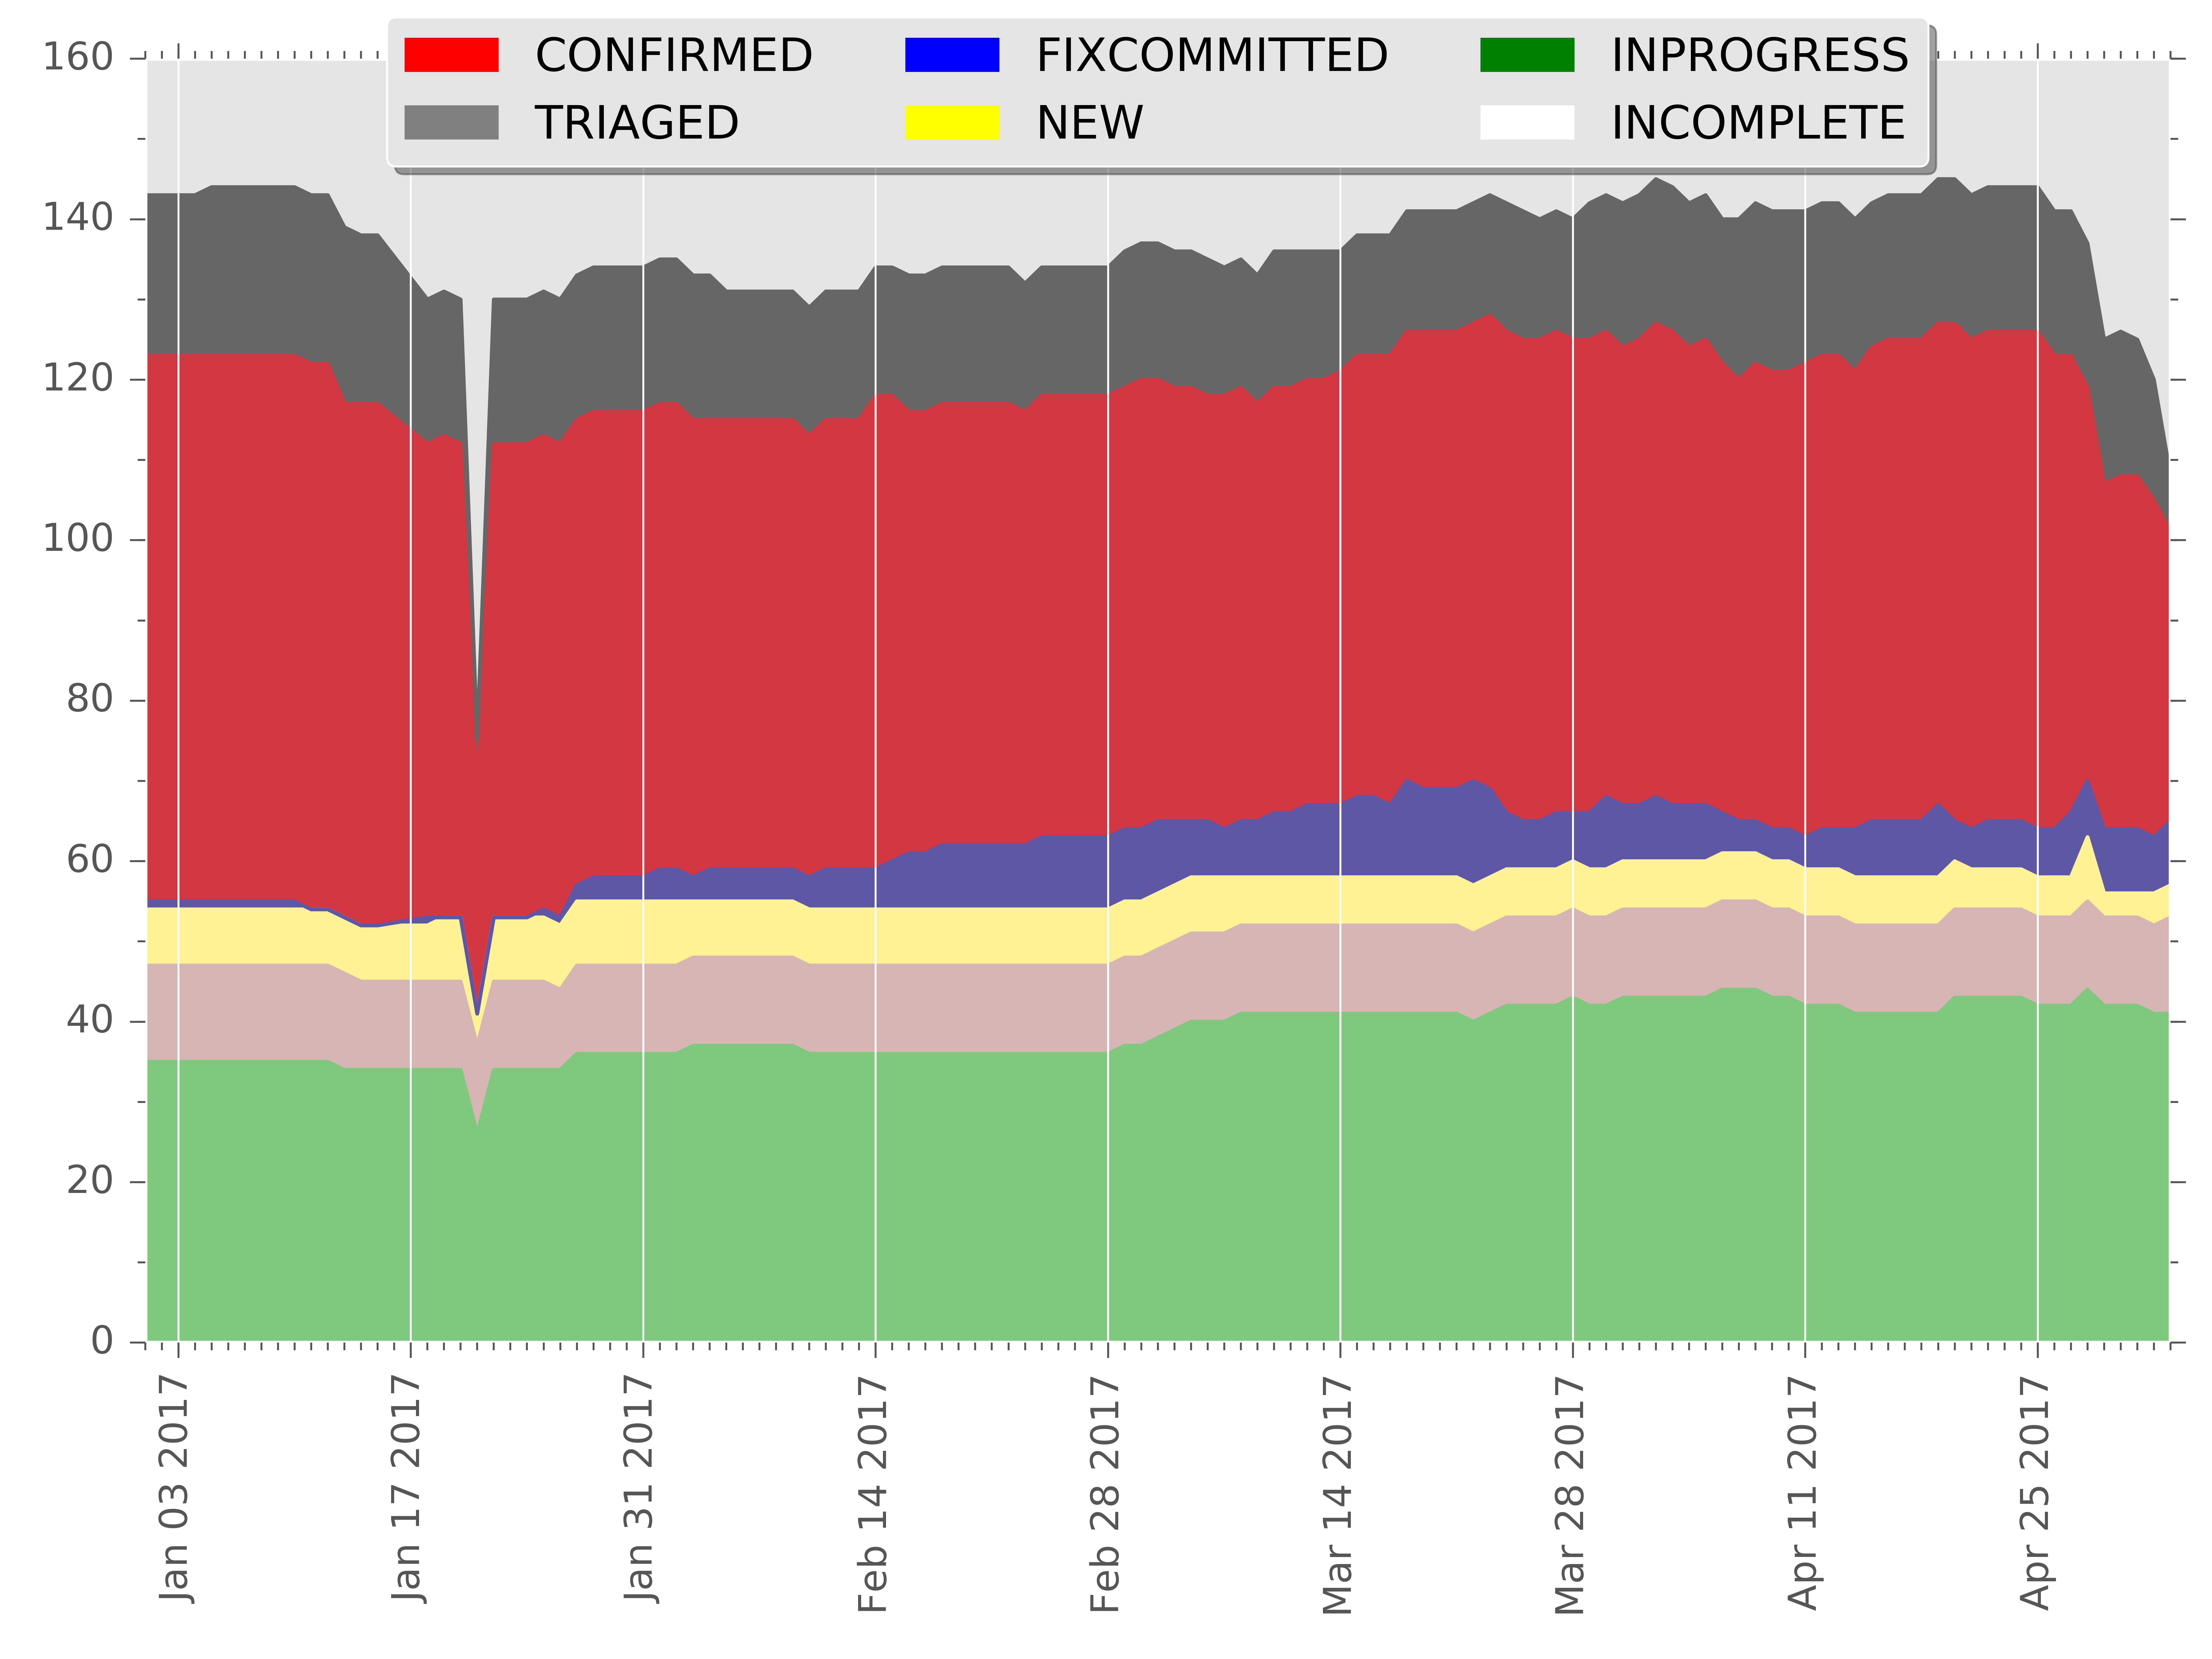 CONFIRMED FIXCOMMITTED INPROGRESS
TRIAGED NEW INCOMPLETE
160
140
120
100
80
60
40
20
0
Jan 03 2017
Jan 17 2017
Jan 31 2017
Feb 14 2017
Feb 28 2017
Mar 14 2017
Mar 28 2017
Apr 11 2017
Apr 25 2017